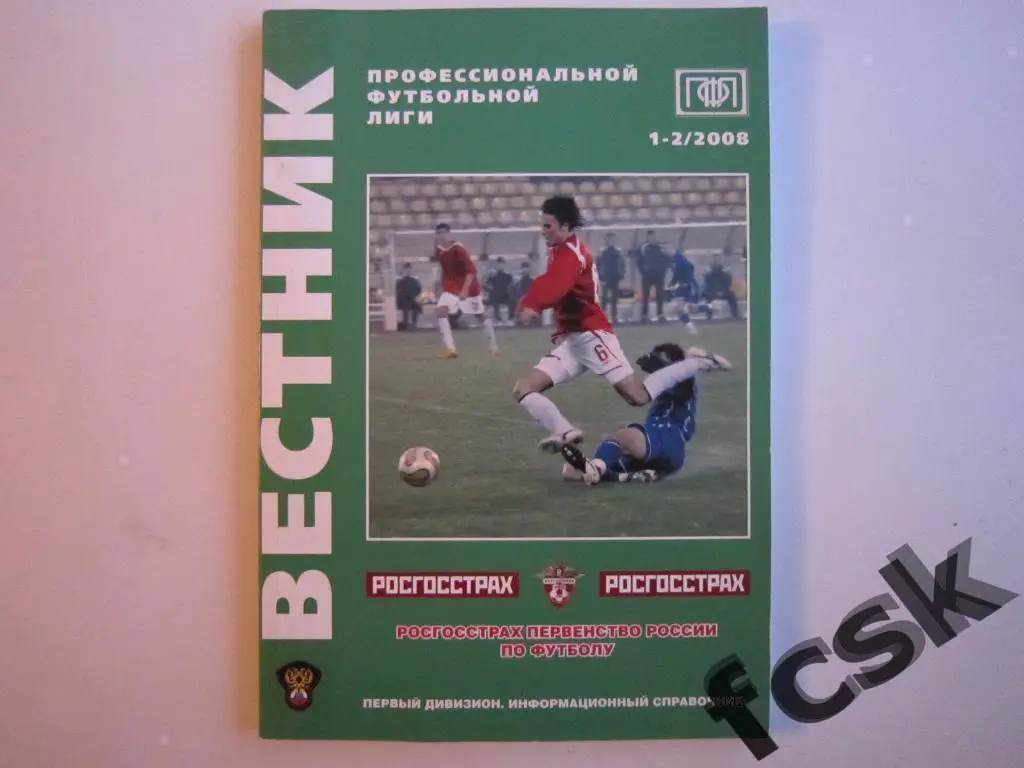 ВЕСТНИК
ПРОФЕССИОНАЛЬНОЙ
ФУТБОЛЬНОЙ
ЛИГИ
ПФЛ
1-2/2008
6
РОСГОССТРАХ РОСГОССТРАХ
РОСГОССТРАХ ПЕРВЕНСТВО РОССИИ
ПО ФУТБОЛУ
ПЕРВЫЙ ДИВИЗИОН. ИНФОРМАЦИОННЫЙ СПРАВОЧНИК
fcsk